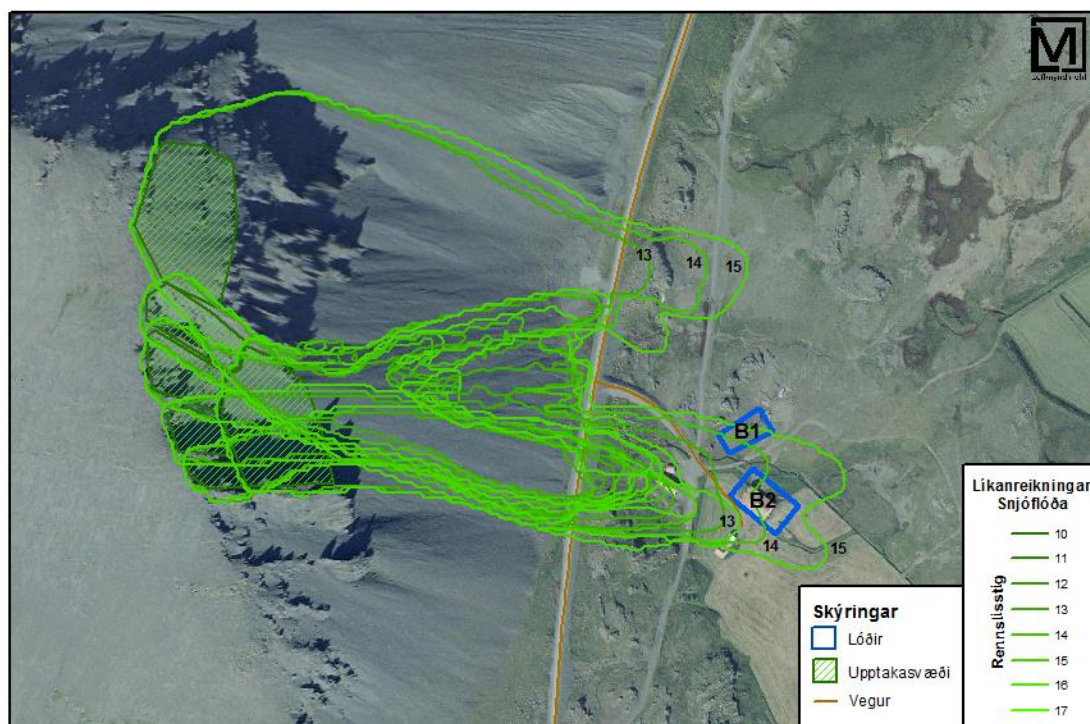 M
13
14
15
B1
B2
13
14
15
Skýringar
Lóðir
Upptakasvæði
Vegur
Líkanreikningar
Snjóflóða
Rennslisstig
10
11
12
13
14
15
16
17